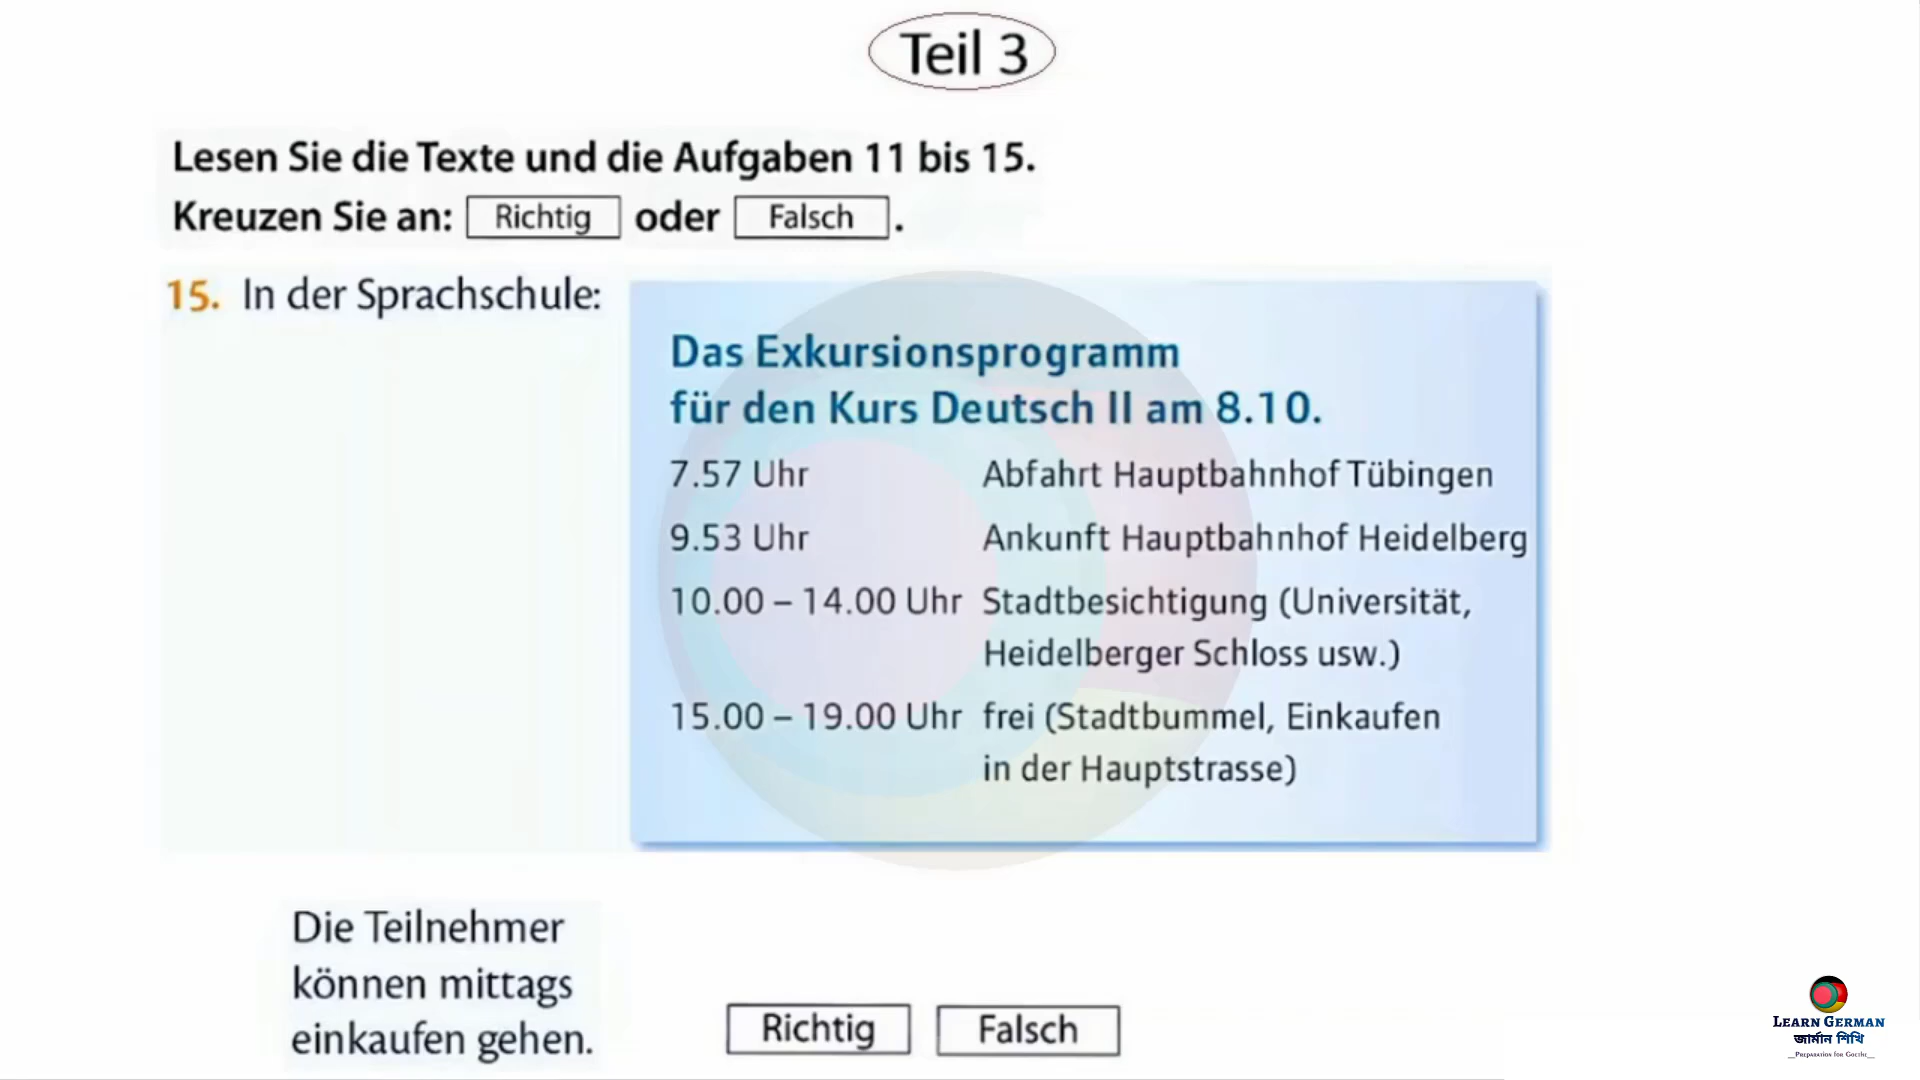 Teil 3
Lesen Sie die Texte und die Aufgaben 11 bis 15.
Kreuzen Sie an: Richtig oder Falsch.
15. In der Sprachschule:
Das Exkursionsprogramm
für den Kurs Deutsch II am 8.10.
7.57 Uhr Abfahrt Hauptbahnhof Tübingen
9.53 Uhr Ankunft Hauptbahnhof Heidelberg
10.00 – 14.00 Uhr Stadtbesichtigung (Universität,
Heidelberger Schloss usw.)
15.00 – 19.00 Uhr frei (Stadtbummel, Einkaufen
in der Hauptstrasse)
Die Teilnehmer
können mittags
einkaufen gehen.
Richtig Falsch
LEARN GERMAN
জার্মান শিখি
__Preparation for Goethe__